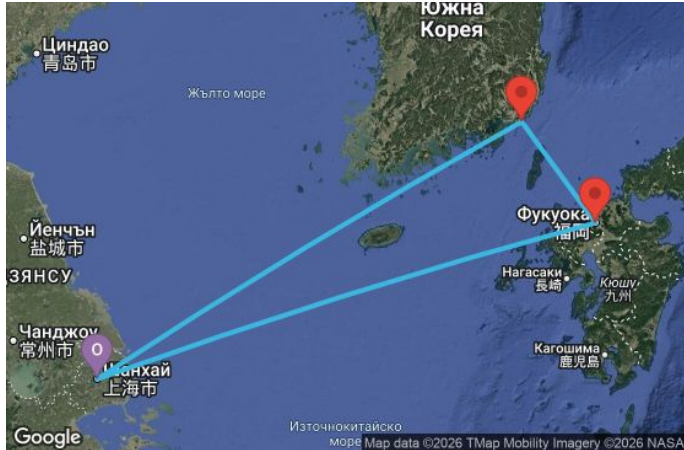 Южна
Корея
Циндао
青岛市
Жълто море
Йенчън
盐城市
ДЗЯНСУ
Чанджоу
常州市
O
Шанхай
上海市
Фукуока
福岡
Нагасаки
長崎
Кюшу
九州
Кагошима
鹿児島
Източнокитайско
море
Google
Map data ©2026 TMap Mobility Imagery ©2026 NASA